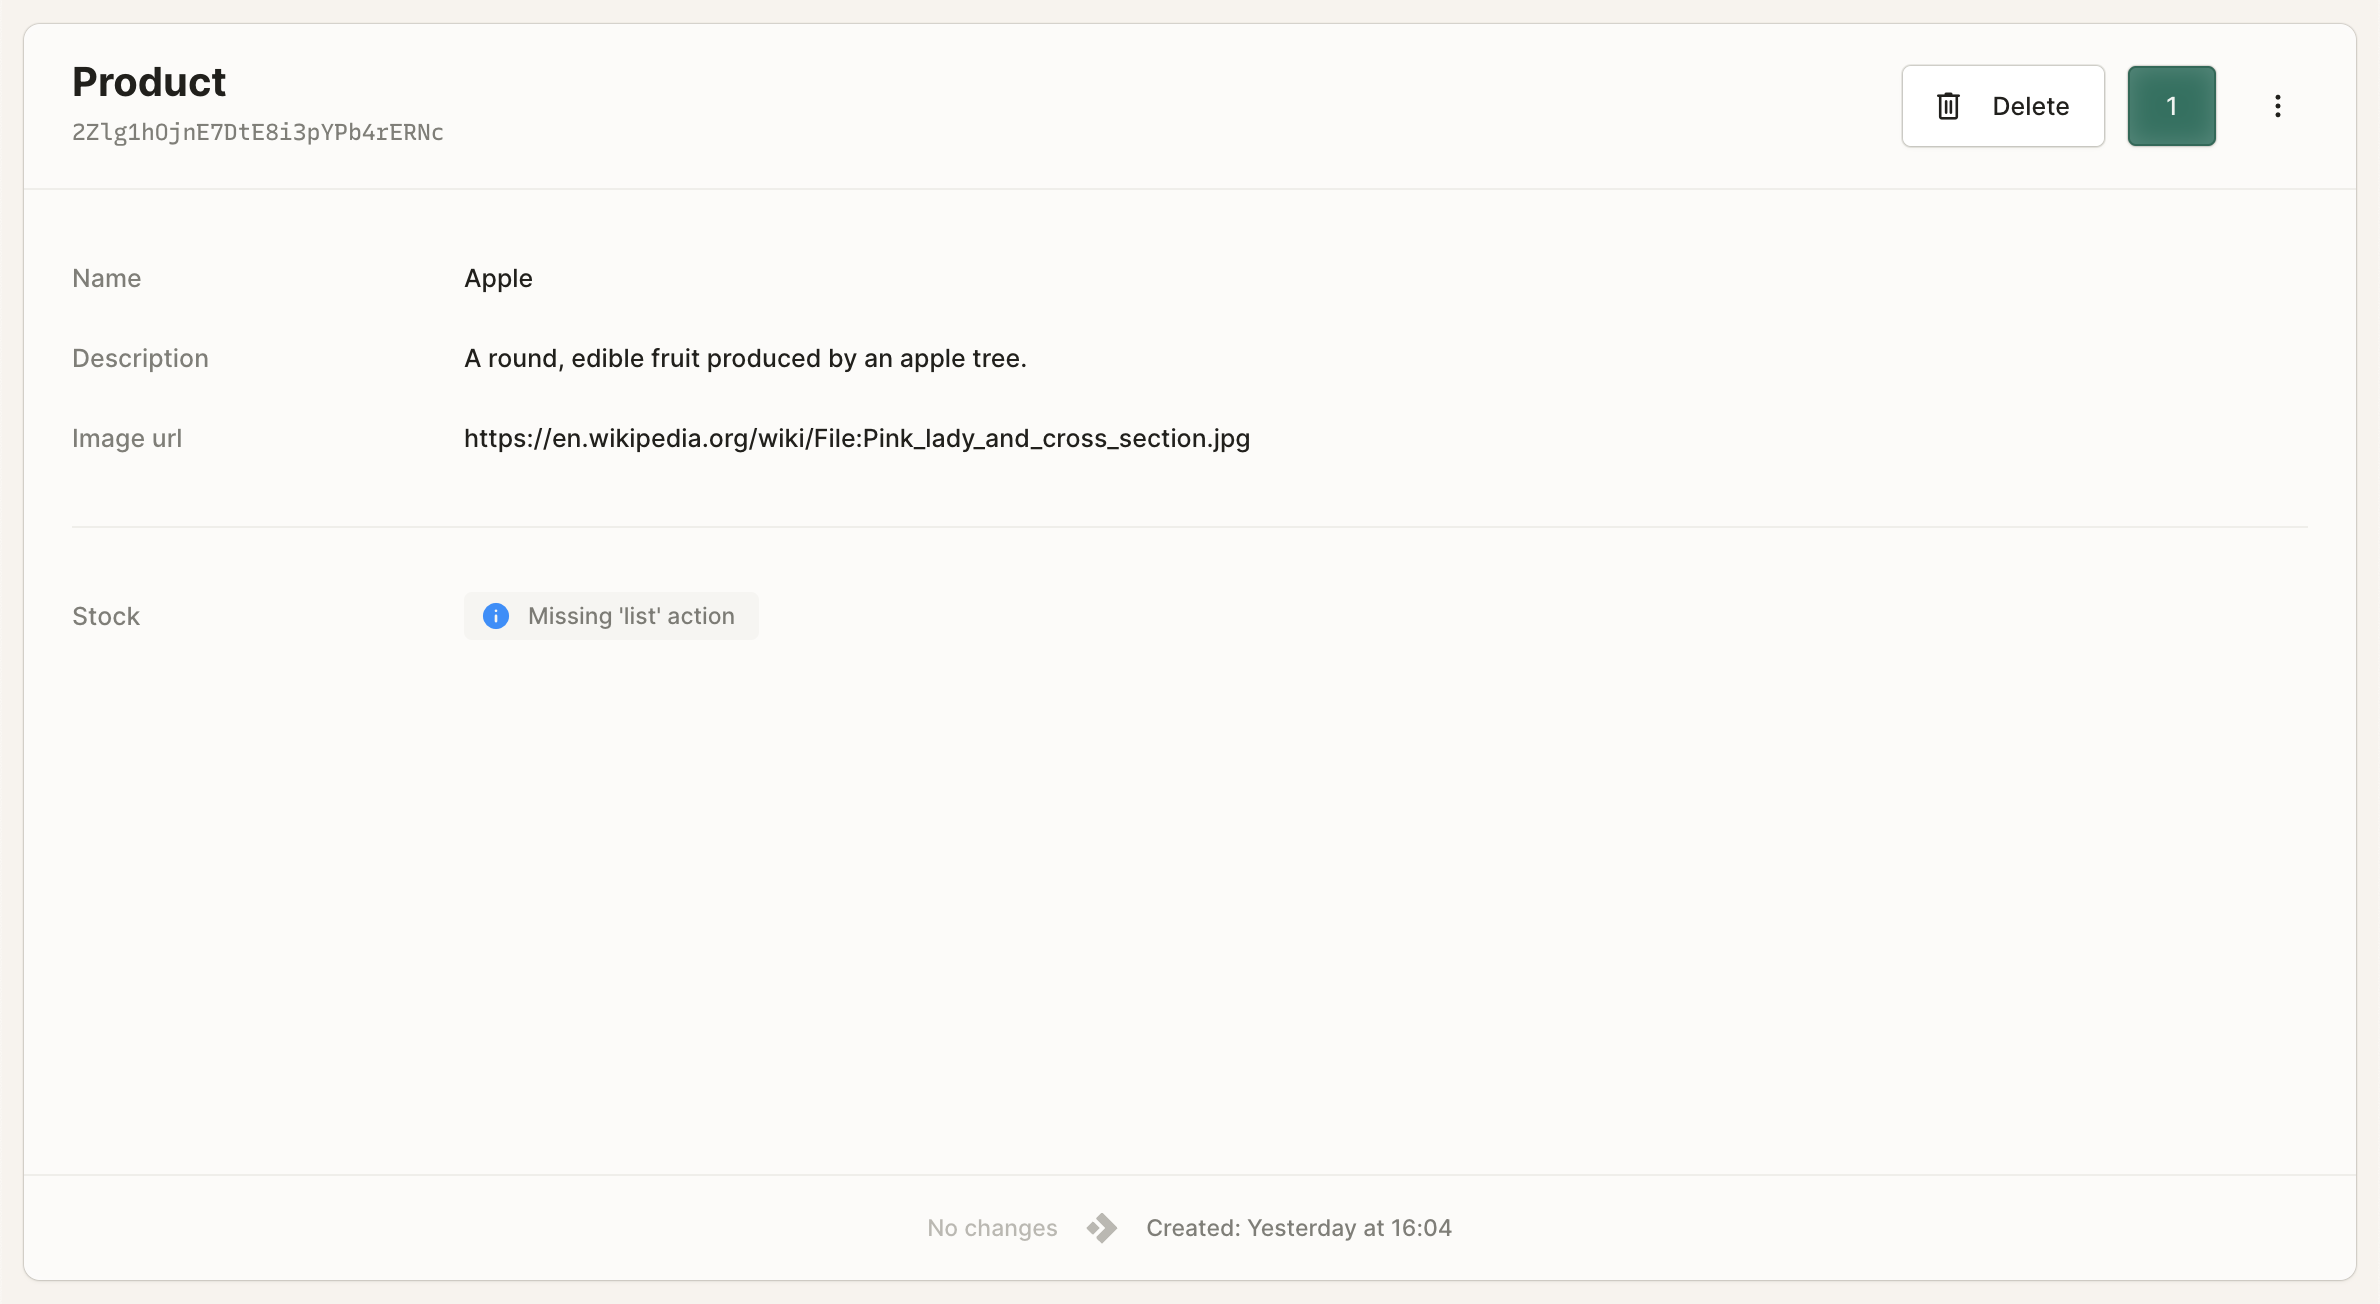 Product
2Zlg1hOjnE7DtE8i3pYPb4rERNc
Delete
1
Name
Apple
Description
A round, edible fruit produced by an apple tree.
Image url
https://en.wikipedia.org/wiki/File:Pink_lady_and_cross_section.jpg
Stock
Missing 'list' action
No changes
Created: Yesterday at 16:04